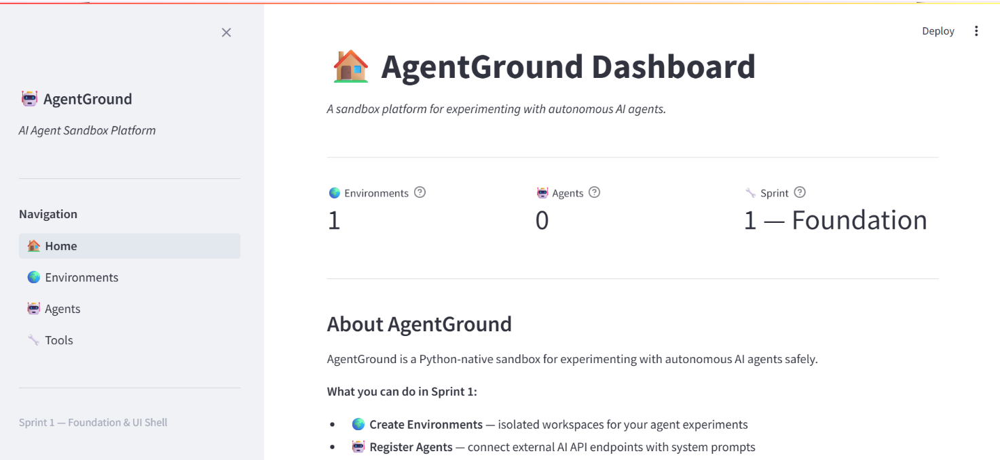 AgentGround
AI Agent Sandbox Platform
Navigation
Home
Environments
Agents
Tools
Sprint 1 — Foundation & UI Shell
Deploy
AgentGround Dashboard
A sandbox platform for experimenting with autonomous AI agents.
Environments
1
Agents
0
Sprint
1 — Foundation
About AgentGround
AgentGround is a Python-native sandbox for experimenting with autonomous AI agents safely.
What you can do in Sprint 1:
• Create Environments — isolated workspaces for your agent experiments
• Register Agents — connect external AI API endpoints with system prompts